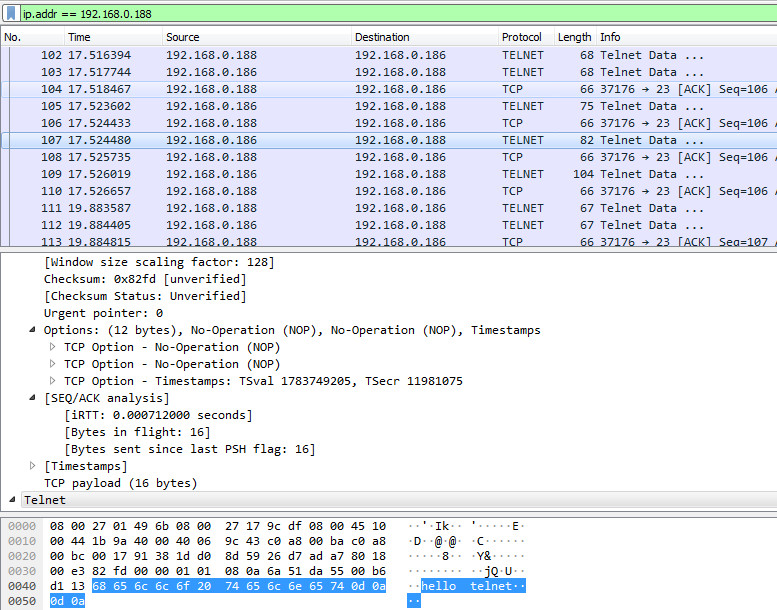 ip.addr == 192.168.0.188
No. Time Source Destination Protocol Length Info
102 17.516394 192.168.0.188 192.168.0.186 TELNET 68 Telnet Data ...
103 17.517744 192.168.0.186 192.168.0.188 TELNET 68 Telnet Data ...
104 17.518467 192.168.0.188 192.168.0.186 TCP 66 37176 → 23 [ACK] Seq=106
105 17.523602 192.168.0.186 192.168.0.188 TELNET 75 Telnet Data ...
106 17.524433 192.168.0.188 192.168.0.186 TCP 66 37176 → 23 [ACK] Seq=106
107 17.524480 192.168.0.186 192.168.0.188 TELNET 82 Telnet Data ...
108 17.525735 192.168.0.188 192.168.0.186 TCP 66 37176 → 23 [ACK] Seq=106
109 17.526019 192.168.0.186 192.168.0.188 TELNET 104 Telnet Data ...
110 17.526657 192.168.0.188 192.168.0.186 TCP 66 37176 → 23 [ACK] Seq=106
111 19.883587 192.168.0.188 192.168.0.186 TELNET 67 Telnet Data ...
112 19.884405 192.168.0.186 192.168.0.188 TELNET 67 Telnet Data ...
113 19.884815 192.168.0.188 192.168.0.186 TCP 66 37176 → 23 [ACK] Seq=107
[Window size scaling factor: 128]
Checksum: 0x82fd [unverified]
[Checksum Status: Unverified]
Urgent pointer: 0
Options: (12 bytes), No-Operation (NOP), No-Operation (NOP), Timestamps
TCP Option - No-Operation (NOP)
TCP Option - No-Operation (NOP)
TCP Option - Timestamps: TSval 1783749205, TSecr 11981075
[SEQ/ACK analysis]
[iRTT: 0.000712000 seconds]
[Bytes in flight: 16]
[Bytes sent since last PSH flag: 16]
[Timestamps]
TCP payload (16 bytes)
Telnet
0000 08 00 27 01 49 6b 08 00 27 17 9c df 08 00 45 10 ··'·Ik·· '·····E·
0010 00 44 1b 9a 40 00 40 06 9c 43 c0 a8 00 ba c0 a8 ·D··@·@· ·C······
0020 00 bc 00 17 91 38 1d d0 8d 59 26 d7 ad a7 80 18 ·····8·· ·Y&·····
0030 00 e3 82 fd 00 00 01 01 08 0a 6a 51 da 55 00 b6 ········ ··jQ·U··
0040 d1 13 68 65 6c 6c 6f 20 74 65 6c 6e 65 74 0d 0a ··hello telnet··
0050 0d 0a ··